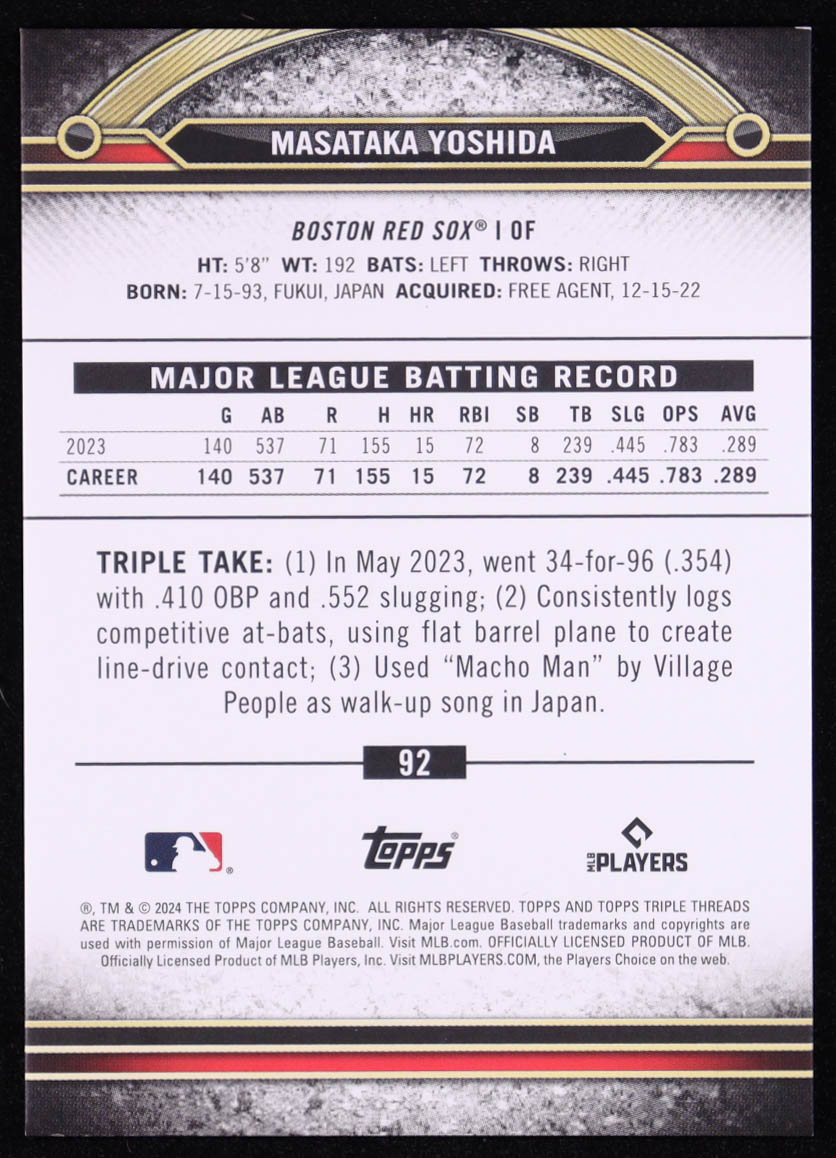 MASATAKA YOSHIDA
BOSTON RED SOX® | OF
HT: 5'8" WT: 192 BATS: LEFT THROWS: RIGHT
BORN: 7-15-93, FUKUI, JAPAN ACQUIRED: FREE AGENT, 12-15-22
MAJOR LEAGUE BATTING RECORD
G AB R H HR RBI SB TB SLG OPS AVG
2023 140 537 71 155 15 72 8 239 .445 .783 .289
CAREER 140 537 71 155 15 72 8 239 .445 .783 .289
TRIPLE TAKE: (1) In May 2023, went 34-for-96 (.354)
with .410 OBP and .552 slugging; (2) Consistently logs
competitive at-bats, using flat barrel plane to create
line-drive contact; (3) Used “Macho Man” by Village
People as walk-up song in Japan.
92
®
topps®
MLB PLAYERS
®, TM & © 2024 THE TOPPS COMPANY, INC. ALL RIGHTS RESERVED. TOPPS AND TOPPS TRIPLE THREADS
ARE TRADEMARKS OF THE TOPPS COMPANY, INC. Major League Baseball trademarks and copyrights are
used with permission of Major League Baseball. Visit MLB.com. OFFICIALLY LICENSED PRODUCT OF MLB.
Officially Licensed Product of MLB Players, Inc. Visit MLBPLAYERS.COM, the Players Choice on the web.